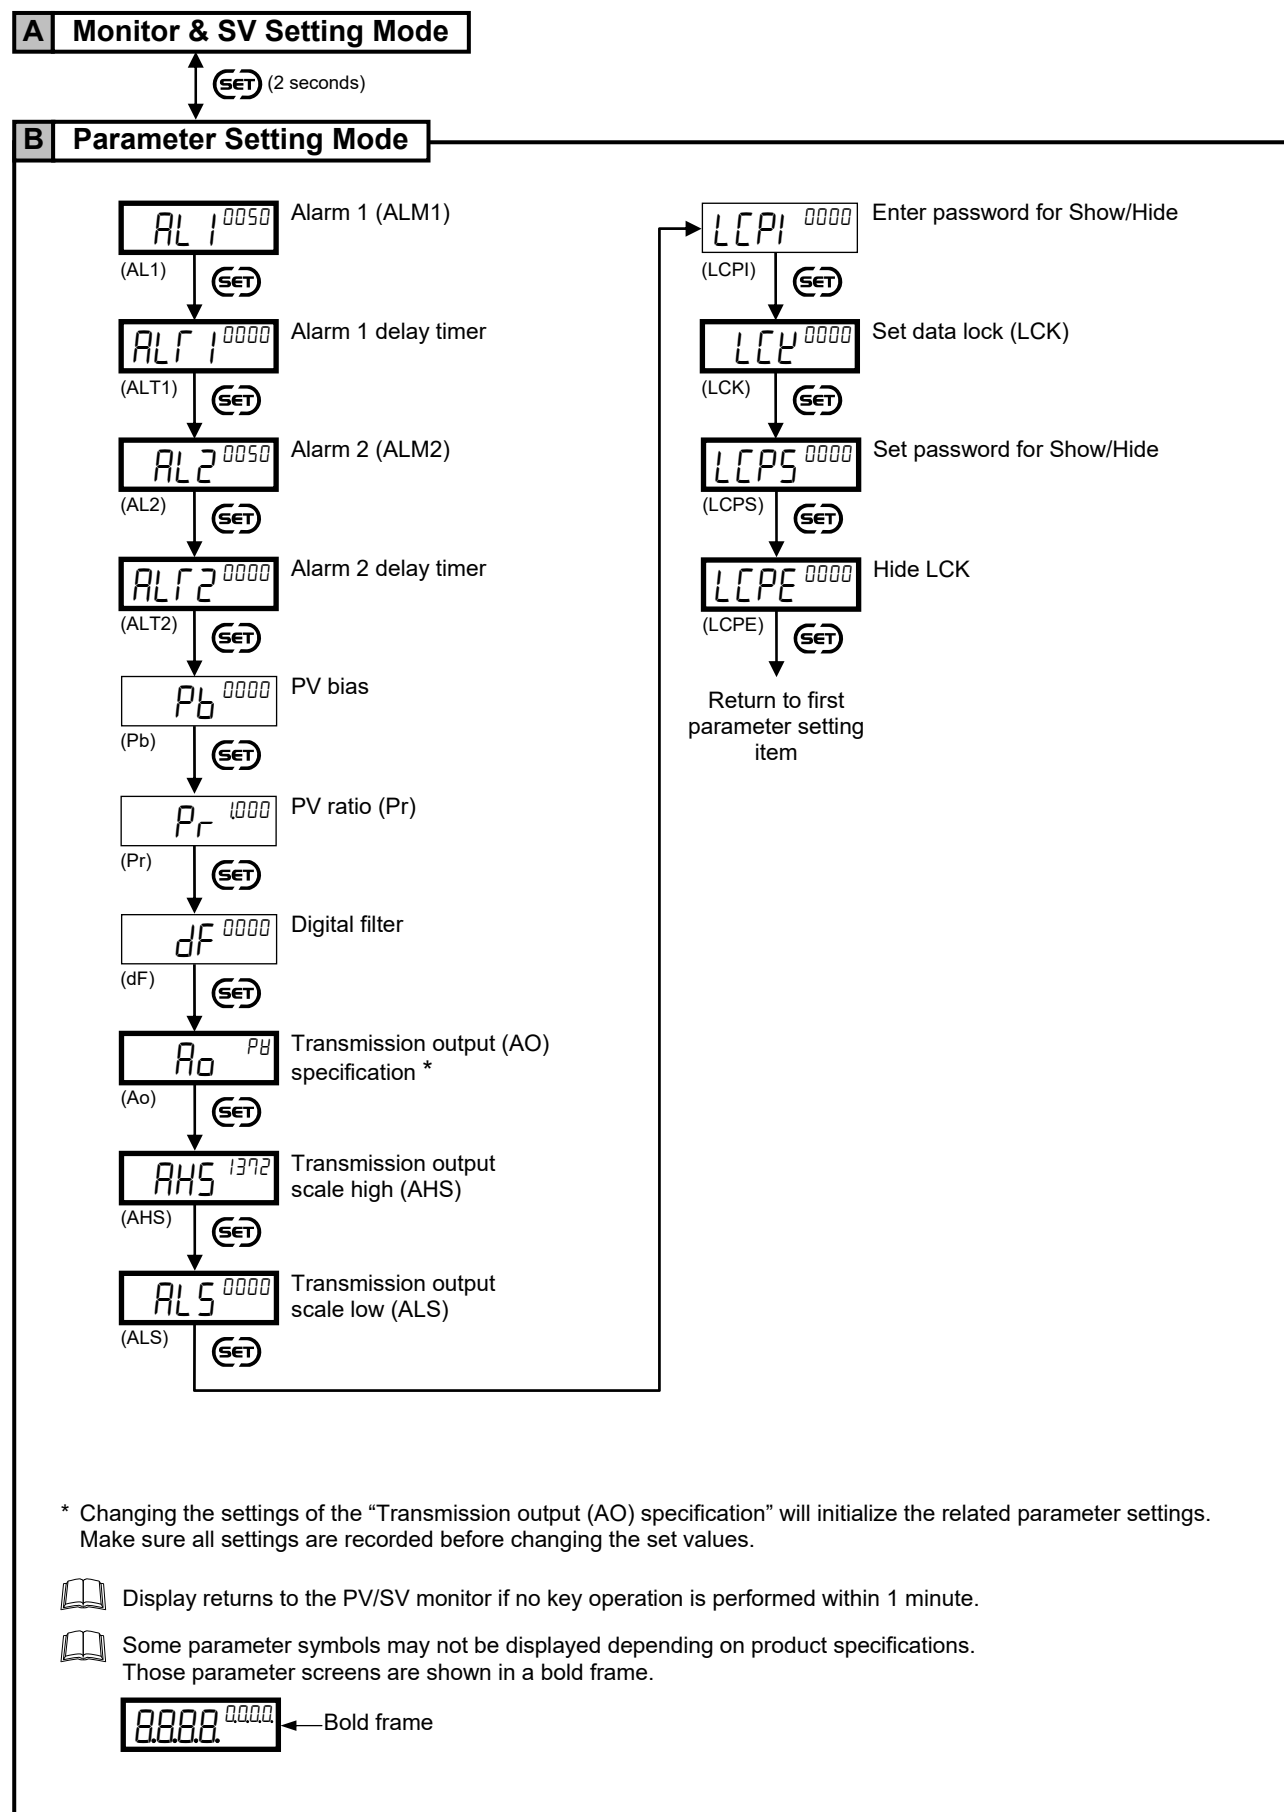 A Monitor & SV Setting Mode
SET (2 seconds)
B Parameter Setting Mode
AL1 0050 Alarm 1 (ALM1)
(AL1) SET
ALT1 0000 Alarm 1 delay timer
(ALT1) SET
AL2 0050 Alarm 2 (ALM2)
(AL2) SET
ALT2 0000 Alarm 2 delay timer
(ALT2) SET
Pb 0000 PV bias
(Pb) SET
Pr 1.000 PV ratio (Pr)
(Pr) SET
dF 0000 Digital filter
(dF) SET
Ao PV Transmission output (AO)
specification *
(Ao) SET
AHS 1372 Transmission output
scale high (AHS)
(AHS) SET
ALS 0000 Transmission output
scale low (ALS)
(ALS) SET
LCPI 0000 Enter password for Show/Hide
(LCPI) SET
LCK 0000 Set data lock (LCK)
(LCK) SET
LCPS 0000 Set password for Show/Hide
(LCPS) SET
LCPE 0000 Hide LCK
(LCPE) SET
Return to first
parameter setting
item
* Changing the settings of the “Transmission output (AO) specification” will initialize the related parameter settings.
Make sure all settings are recorded before changing the set values.
Display returns to the PV/SV monitor if no key operation is performed within 1 minute.
Some parameter symbols may not be displayed depending on product specifications.
Those parameter screens are shown in a bold frame.
8.8.8.8. 0.0.0.0. Bold frame